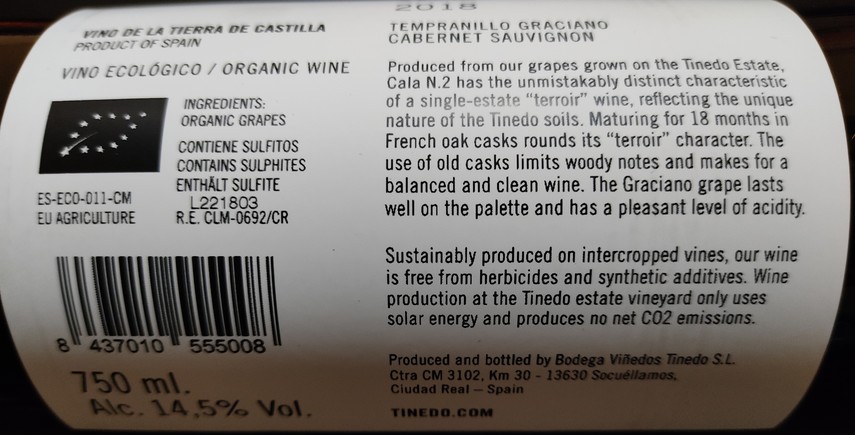 VINO DE LA TIERRA DE CASTILLA
PRODUCT OF SPAIN
VINO ECOLÓGICO / ORGANIC WINE
INGREDIENTS:
ORGANIC GRAPES
CONTIENE SULFITOS
CONTAINS SULPHITES
ENTHÄLT SULFITE
L221803
R.E. CLM-0692/CR
ES-ECO-011-CM
EU AGRICULTURE
8 437010 555008
750 ml.
Alc. 14,5% Vol.
2018
TEMPRANILLO GRACIANO
CABERNET SAUVIGNON
Produced from our grapes grown on the Tinedo Estate,
Cala N.2 has the unmistakably distinct characteristic
of a single-estate “terroir” wine, reflecting the unique
nature of the Tinedo soils. Maturing for 18 months in
French oak casks rounds its “terroir” character. The
use of old casks limits woody notes and makes for a
balanced and clean wine. The Graciano grape lasts
well on the palette and has a pleasant level of acidity.
Sustainably produced on intercropped vines, our wine
is free from herbicides and synthetic additives. Wine
production at the Tinedo estate vineyard only uses
solar energy and produces no net CO2 emissions.
Produced and bottled by Bodega Viñedos Tinedo S.L.
Ctra CM 3102, Km 30 - 13630 Socuéllamos,
Ciudad Real – Spain
TINEDO.COM